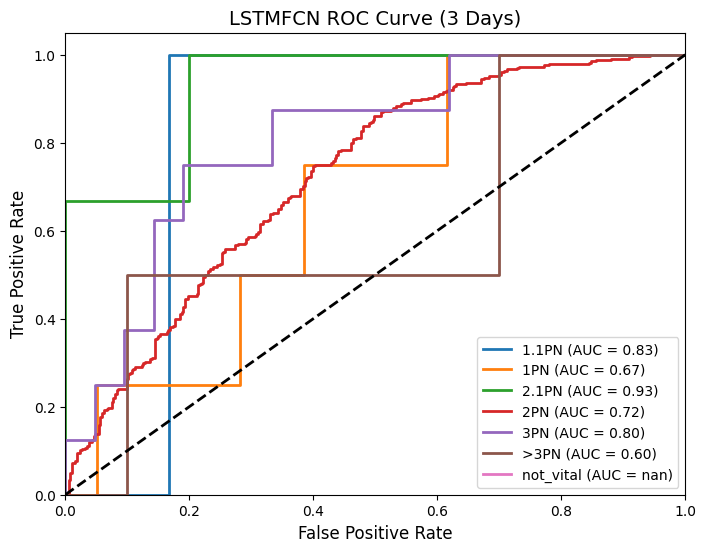 LSTMFCN ROC Curve (3 Days)
True Positive Rate
1.0
0.8
0.6
0.4
0.2
0.0
0.0 0.2 0.4 0.6 0.8 1.0
False Positive Rate
1.1PN (AUC = 0.83)
1PN (AUC = 0.67)
2.1PN (AUC = 0.93)
2PN (AUC = 0.72)
3PN (AUC = 0.80)
>3PN (AUC = 0.60)
not_vital (AUC = nan)